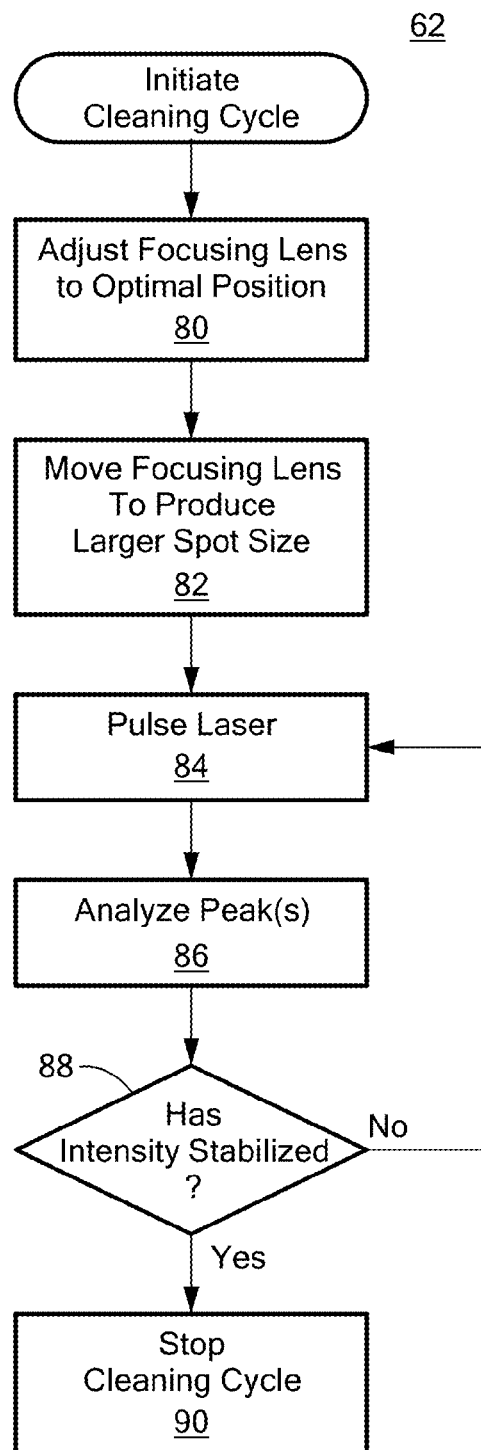 62
Initiate
Cleaning Cycle
Adjust Focusing Lens
to Optimal Position
80
Move Focusing Lens
To Produce
Larger Spot Size
82
Pulse Laser
84
Analyze Peak(s)
86
88
Has
Intensity Stabilized
?
No
Yes
Stop
Cleaning Cycle
90